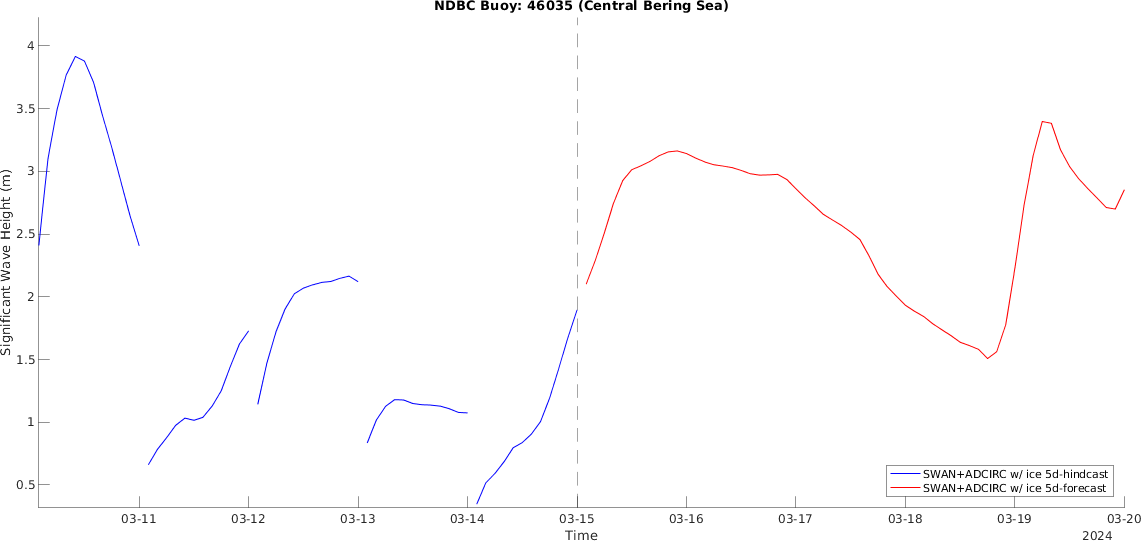 NDBC Buoy: 46035 (Central Bering Sea)
4
3.5
3
2.5
2
1.5
1
0.5
Significant Wave Height (m)
SWAN+ADCIRC w/ ice 5d-hindcast
SWAN+ADCIRC w/ ice 5d-forecast
03-11 03-12 03-13 03-14 03-15 03-16 03-17 03-18 03-19 03-20
Time
2024